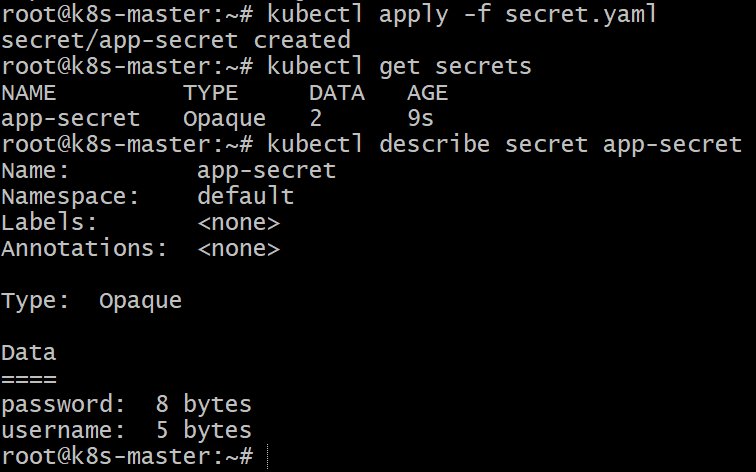 root@k8s-master:~# kubectl apply -f secret.yaml
secret/app-secret created
root@k8s-master:~# kubectl get secrets
NAME         TYPE     DATA   AGE
app-secret   Opaque   2      9s
root@k8s-master:~# kubectl describe secret app-secret
Name:         app-secret
Namespace:    default
Labels:       <none>
Annotations:  <none>

Type:  Opaque

Data
====
password:  8 bytes
username:  5 bytes
root@k8s-master:~#